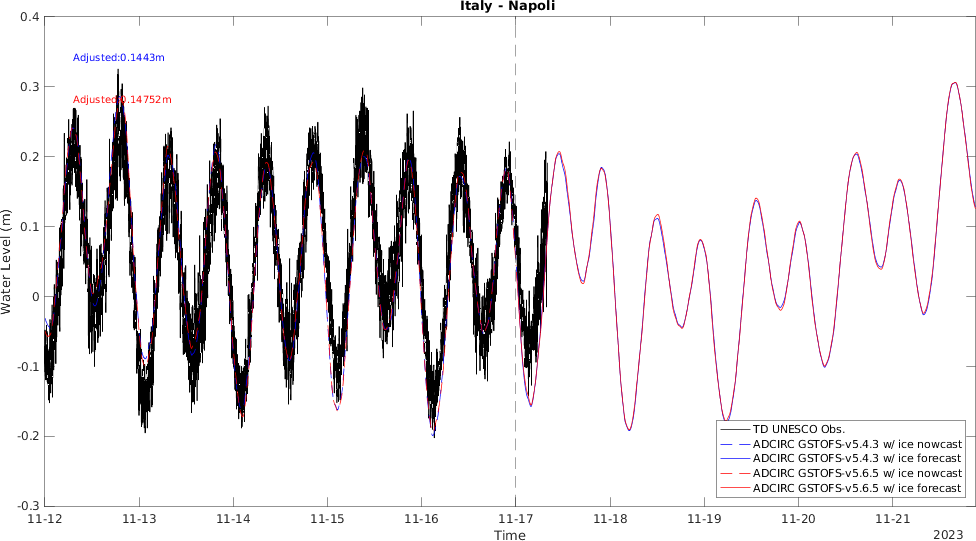 Italy - Napoli
0.4
0.3
0.2
0.1
0
-0.1
-0.2
-0.3
Water Level (m)
Adjusted:0.1443m
Adjusted:0.14752m
TD UNESCO Obs.
ADCIRC GSTOFS-v5.4.3 w/ ice nowcast
ADCIRC GSTOFS-v5.4.3 w/ ice forecast
ADCIRC GSTOFS-v5.6.5 w/ ice nowcast
ADCIRC GSTOFS-v5.6.5 w/ ice forecast
11-12 11-13 11-14 11-15 11-16 11-17 11-18 11-19 11-20 11-21
Time
2023